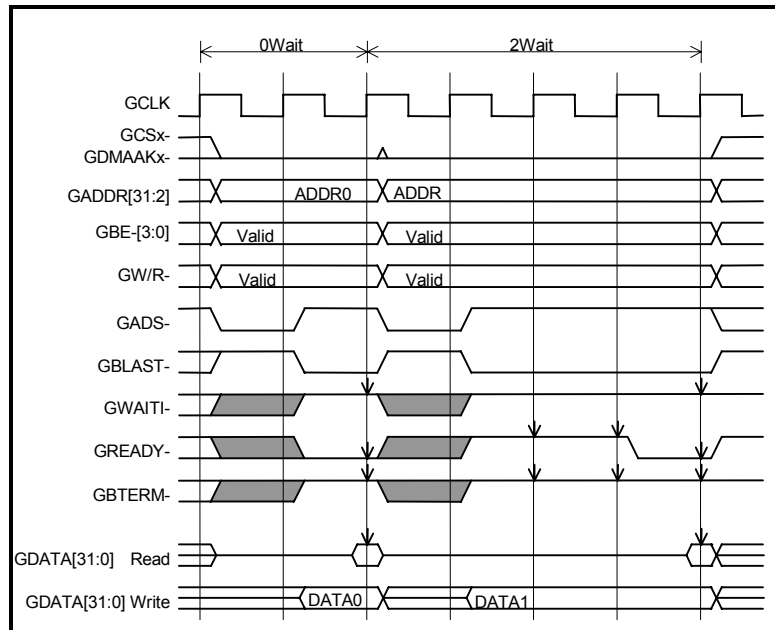 0Wait 2Wait
GCLK
GCSx-
GDMAAKx-
GADDR[31:2] ADDR0 ADDR
GBE-[3:0] Valid Valid
GW/R- Valid Valid
GADS-
GBLAST-
GWAITI-
GREADY-
GBTERM-
GDATA[31:0] Read
GDATA[31:0] Write DATA0 DATA1